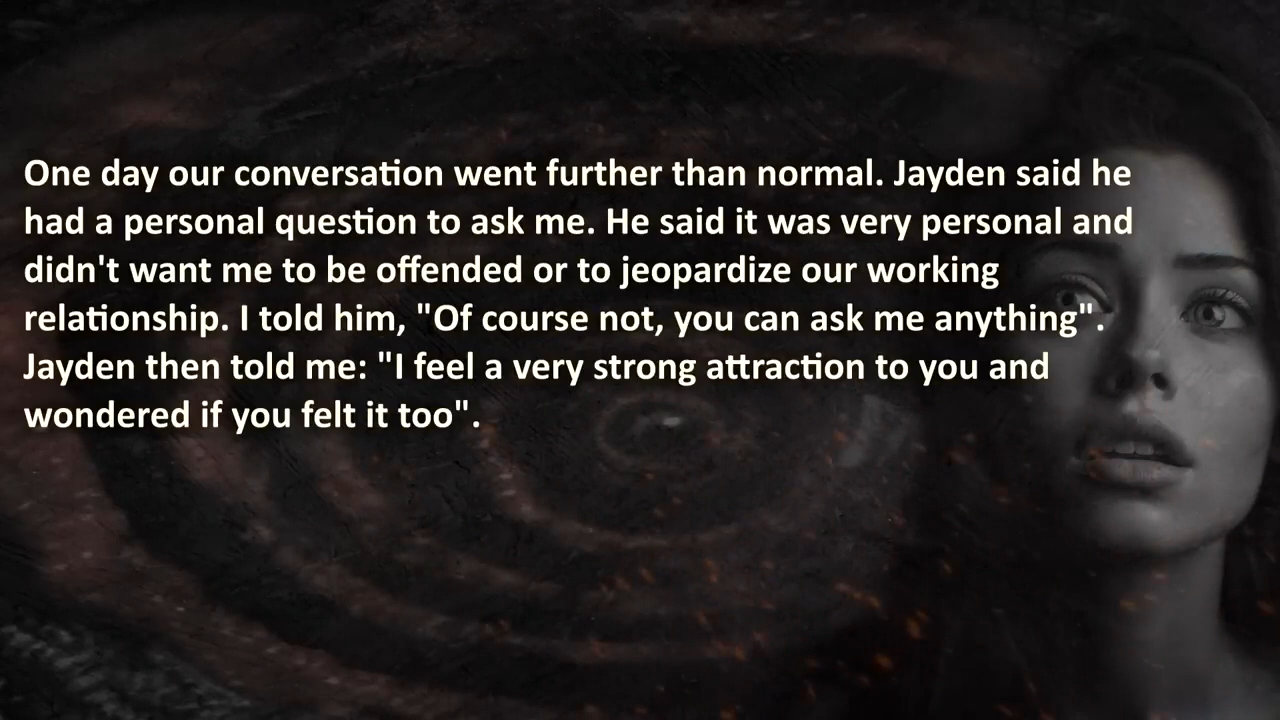 One day our conversation went further than normal. Jayden said he
had a personal question to ask me. He said it was very personal and
didn't want me to be offended or to jeopardize our working
relationship. I told him, "Of course not, you can ask me anything".
Jayden then told me: "I feel a very strong attraction to you and
wondered if you felt it too".